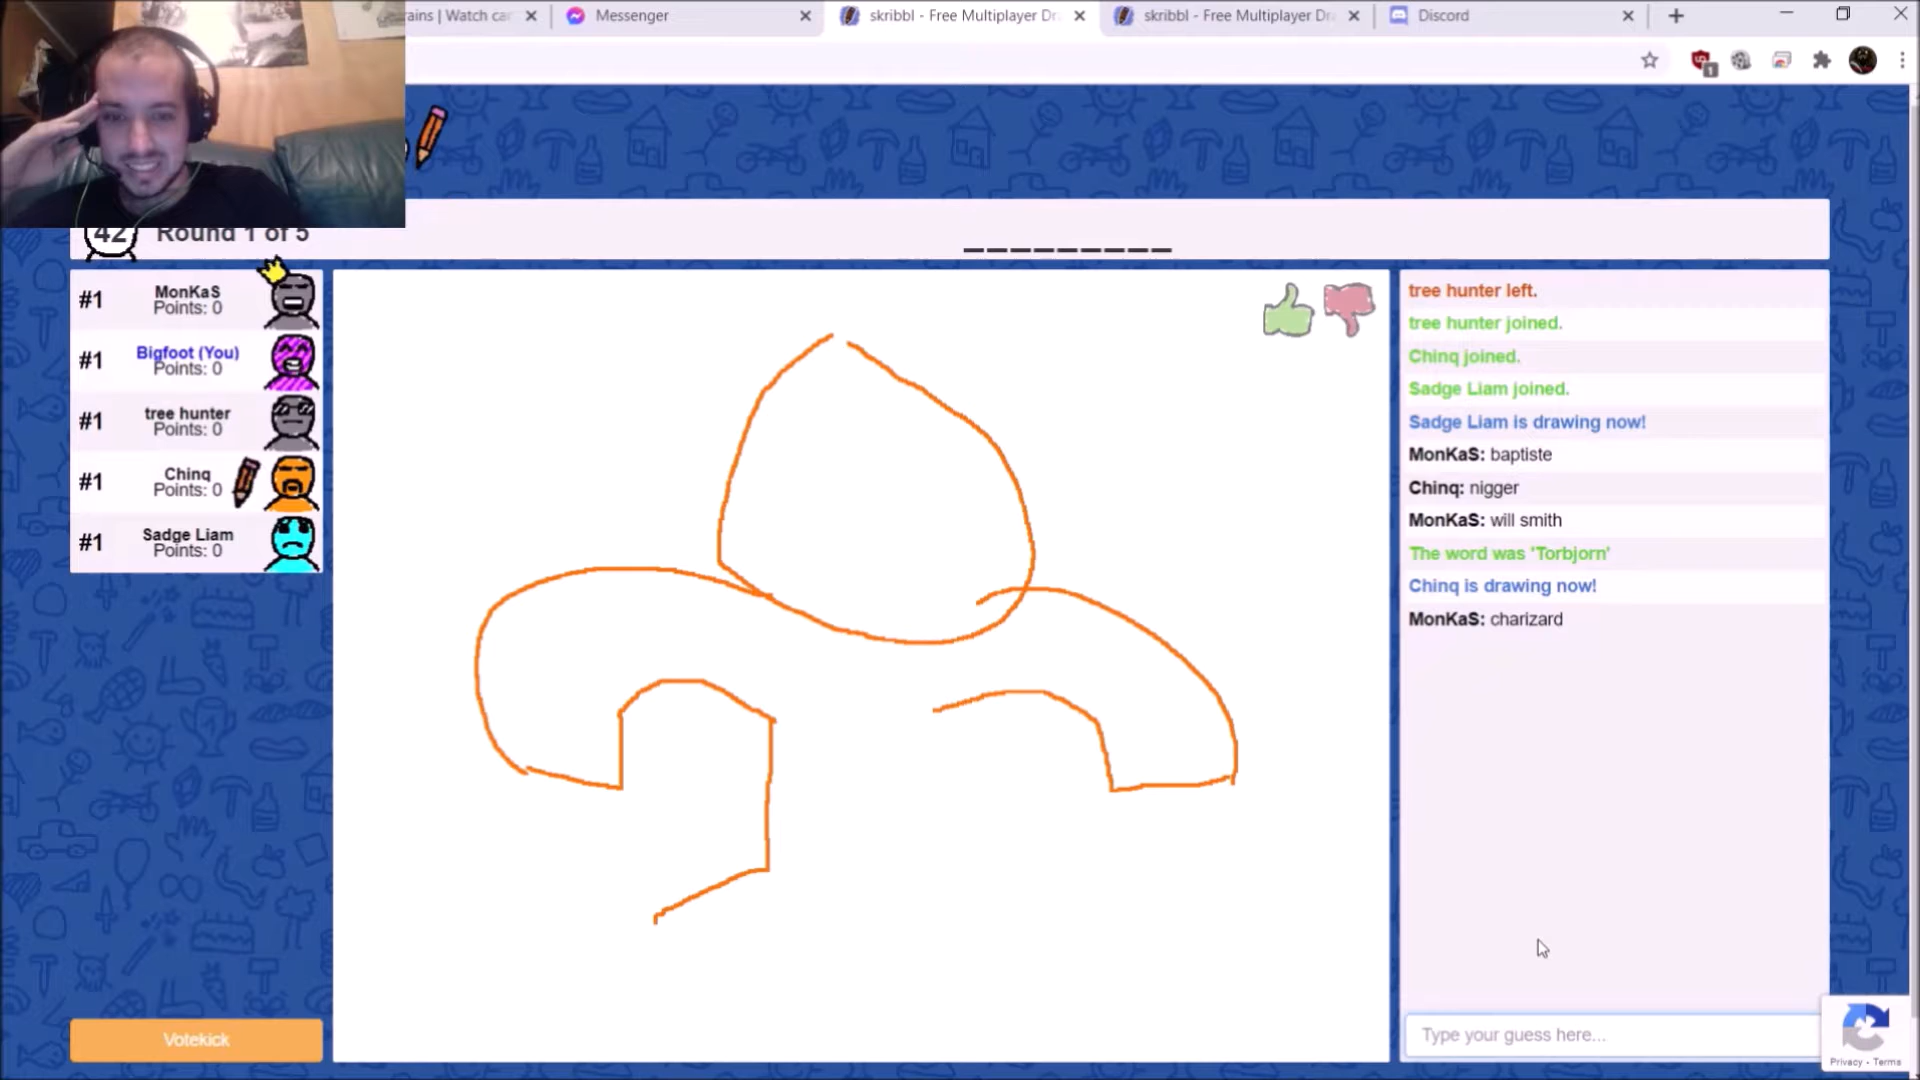 rains | Watch car
Messenger
skribbl - Free Multiplayer Dr
skribbl - Free Multiplayer Dr
Discord
1
42
Round 1 of 5
_________
#1
MonKaS
Points: 0
#1
Bigfoot (You)
Points: 0
#1
tree hunter
Points: 0
#1
Chinq
Points: 0
#1
Sadge Liam
Points: 0
tree hunter left.
tree hunter joined.
Chinq joined.
Sadge Liam joined.
Sadge Liam is drawing now!
MonKaS: baptiste
Chinq: nigger
MonKaS: will smith
The word was 'Torbjorn'
Chinq is drawing now!
MonKaS: charizard
Votekick
Type your guess here...
Privacy - Terms